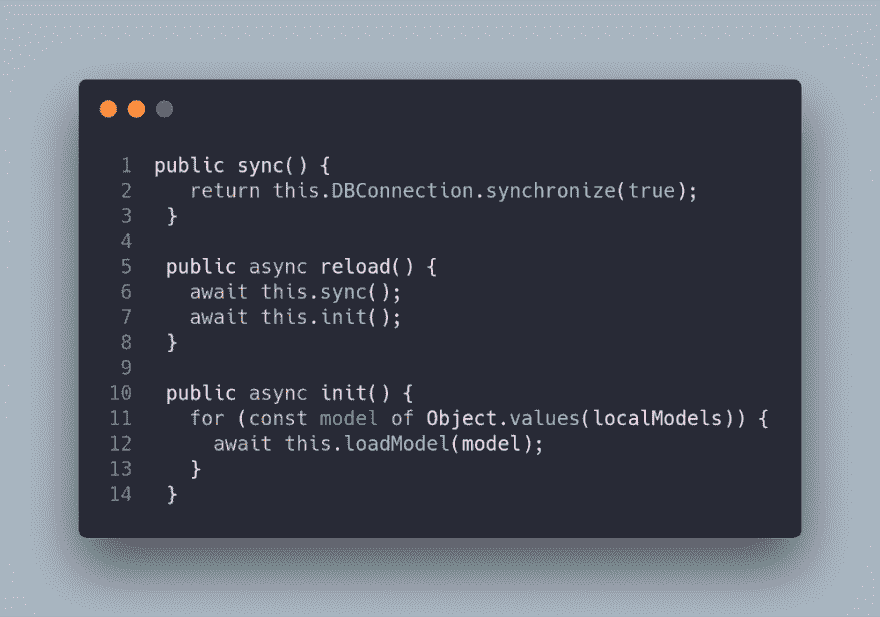 1 public sync() {
2 return this.DBConnection.synchronize(true);
3 }
4
5 public async reload() {
6 await this.sync();
7 await this.init();
8 }
9
10 public async init() {
11 for (const model of Object.values(localModels)) {
12 await this.loadModel(model);
13 }
14 }